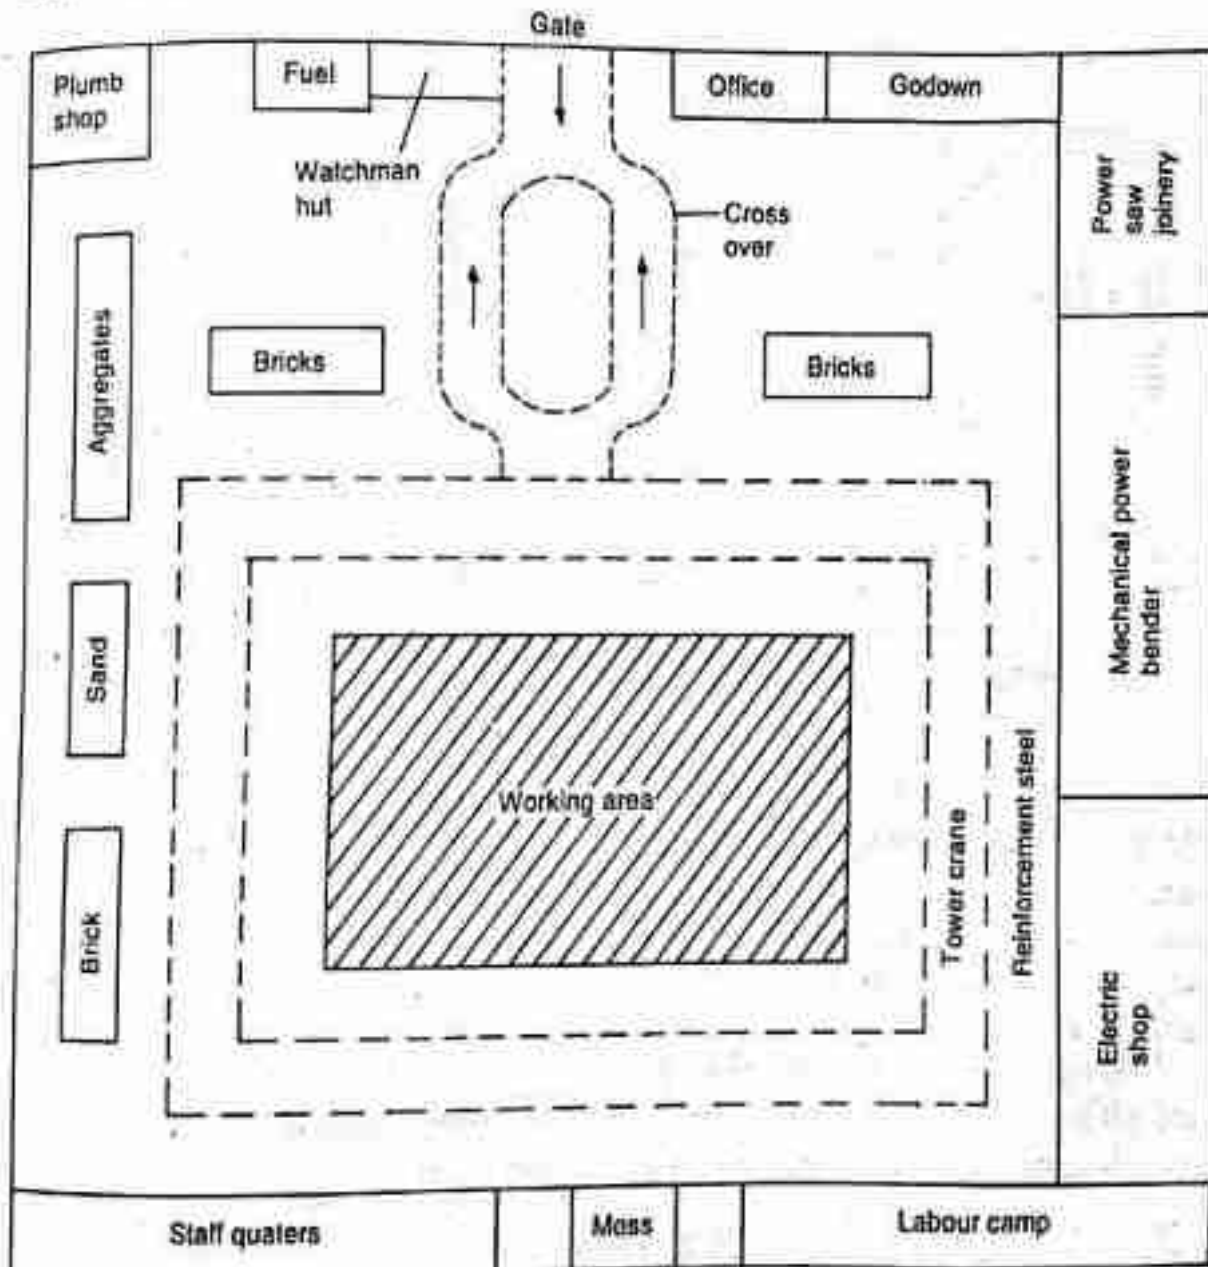 Gate
Plumb
shop
Fuel
Office
Godown
Watchman
hut
Cross
over
Power
saw
joinery
Aggregates
Bricks
Bricks
Mechanical power
bender
Sand
Working area
Tower crane
Reinforcement steel
Brick
Electric
shop
Staff quaters
Mess
Labour camp